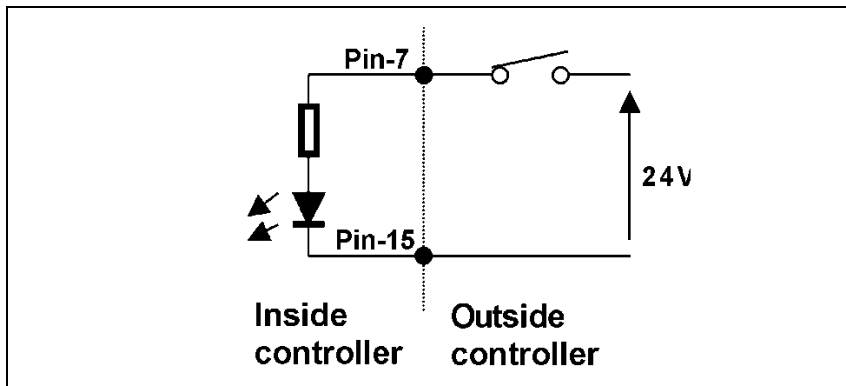 Pin-7
24V
Pin-15
Inside
controller
Outside
controller